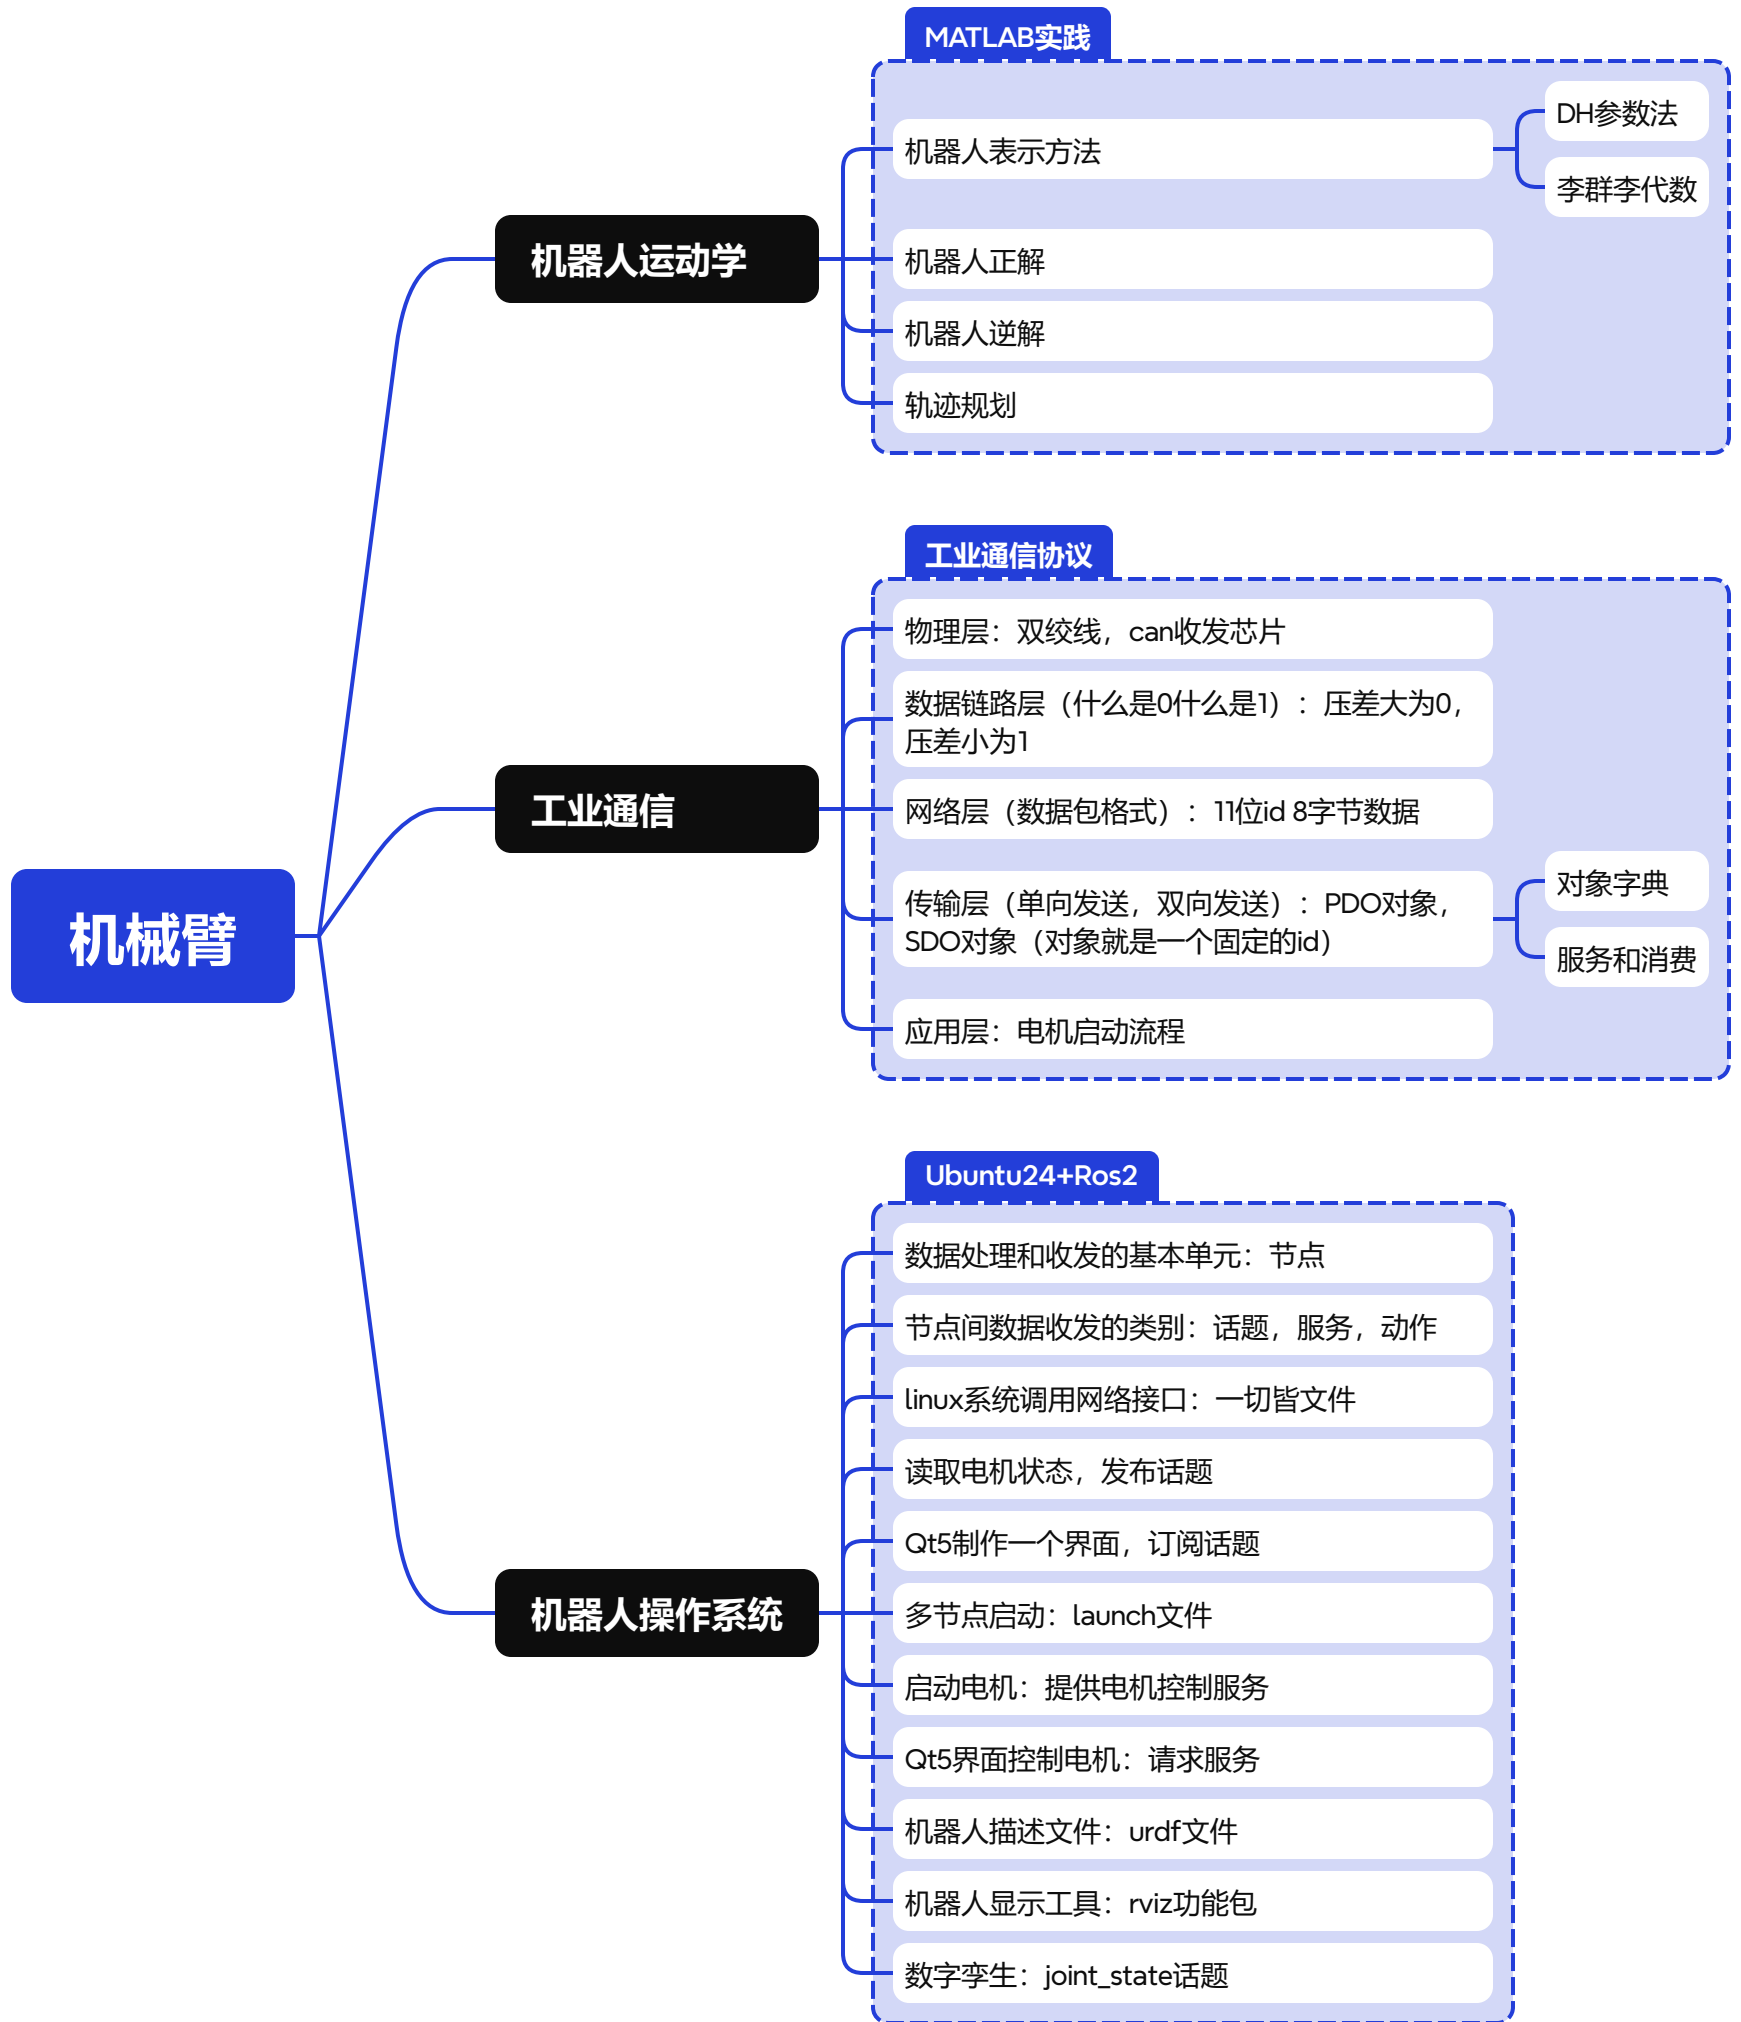 机械臂
机器人运动学
MATLAB实践
机器人表示方法
DH参数法
李群李代数
机器人正解
机器人逆解
轨迹规划
工业通信
工业通信协议
物理层：双绞线，can收发芯片
数据链路层（什么是0什么是1）：压差大为0，
压差小为1
网络层（数据包格式）：11位id 8字节数据
传输层（单向发送，双向发送）：PDO对象，
SDO对象（对象就是一个固定的id）
对象字典
服务和消费
应用层：电机启动流程
机器人操作系统
Ubuntu24+Ros2
数据处理和收发的基本单元：节点
节点间数据收发的类别：话题，服务，动作
linux系统调用网络接口：一切皆文件
读取电机状态，发布话题
Qt5制作一个界面，订阅话题
多节点启动：launch文件
启动电机：提供电机控制服务
Qt5界面控制电机：请求服务
机器人描述文件：urdf文件
机器人显示工具：rviz功能包
数字孪生：joint_state话题